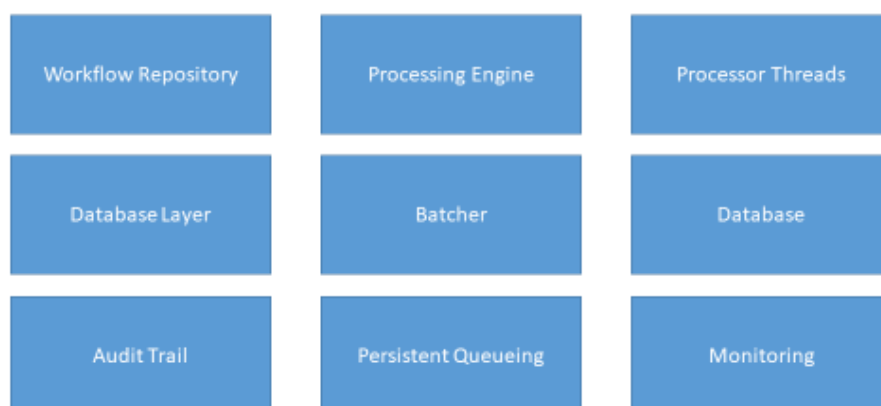 Workflow Repository
Processing Engine
Processor Threads
Database Layer
Batcher
Database
Audit Trail
Persistent Queueing
Monitoring